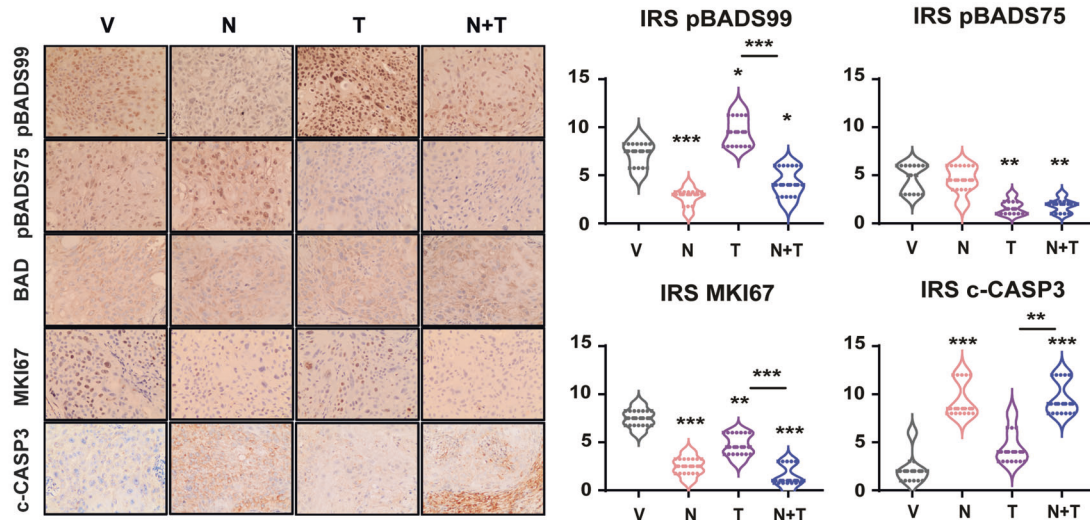 V N T N+T
pBADS99
pBADS75
BAD
MKI67
c-CASP3
IRS pBADS99
15
10
5
0
***
*
***
*
V N T N+T
IRS pBADS75
15
10
5
0
** **
V N T N+T
IRS MKI67
15
10
5
0
***
**
***
***
V N T N+T
IRS c-CASP3
15
10
5
0
***
**
***
V N T N+T